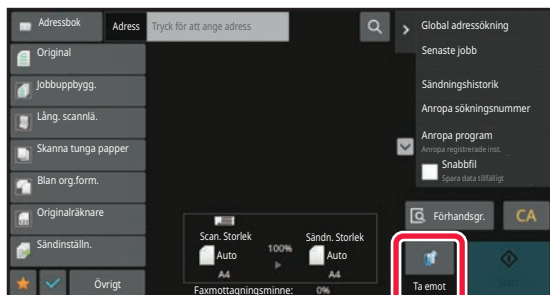 Adressbok
Adress
Tryck för att ange adress
Original
Jobbuppbygg.
Lång. scannlä.
Skanna tunga papper
Blan org.form.
Originalräknare
Sändinställn.
Övrigt
Scan. Storlek
Auto
A4
100%
Sändn. Storlek
Auto
A4
Faxmottagningsminne: 0%
Global adressökning
Senaste jobb
Sändningshistorik
Anropa sökningsnummer
Anropa program
Anropa registrerade inst.
Snabbfil
Spara data tillfälligt
Förhandsgr.
CA
Ta emot
Start